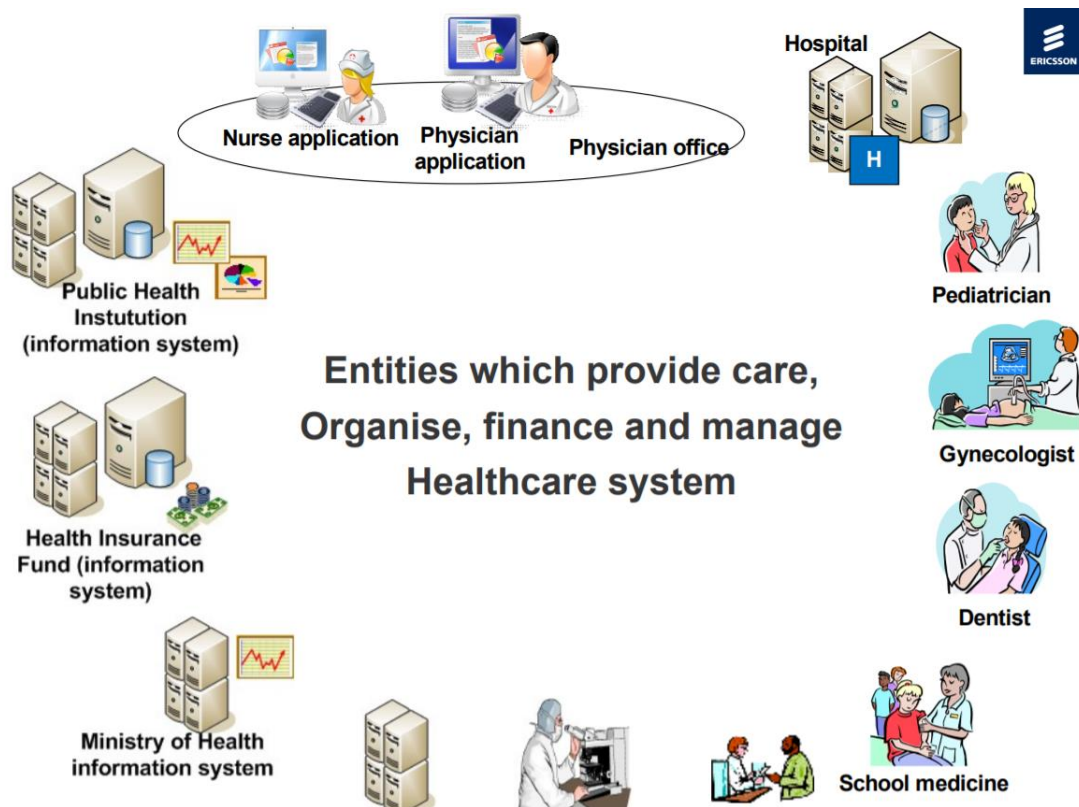 Hospital
ERICSSON
Nurse application
Physician
application
Physician office
H
Public Health
Instutution
(information system)
Pediatrician
Entities which provide care,
Organise, finance and manage
Healthcare system
Gynecologist
Health Insurance
Fund (information
system)
Dentist
Ministry of Health
information system
School medicine